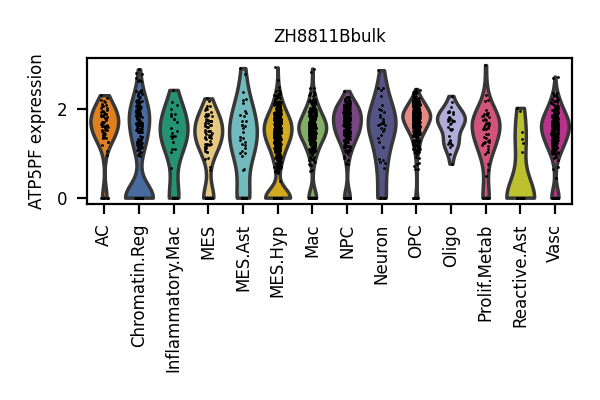 ZH8811Bbulk
ATP5PF expression
2
0
AC
Chromatin.Reg
Inflammatory.Mac
MES
MES.Ast
MES.Hyp
Mac
NPC
Neuron
OPC
Oligo
Prolif.Metab
Reactive.Ast
Vasc